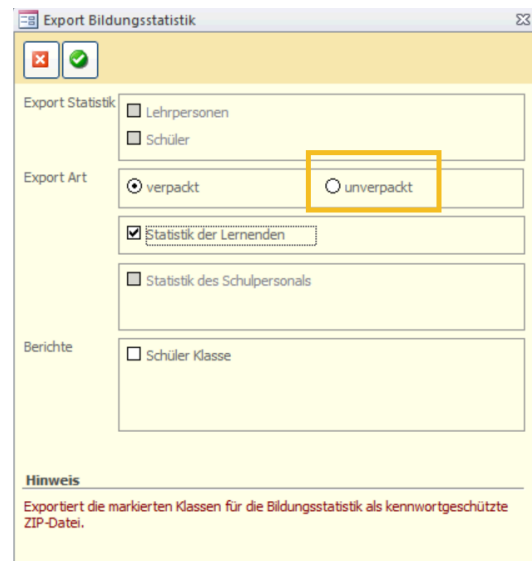 Export Bildungsstatistik
Export Statistik
Lehrpersonen
Schüler
Export Art
verpackt
unverpackt
Statistik der Lernenden
Statistik des Schulpersonals
Berichte
Schüler Klasse
Hinweis
Exportiert die markierten Klassen für die Bildungsstatistik als kennwortgeschützte
ZIP-Datei.